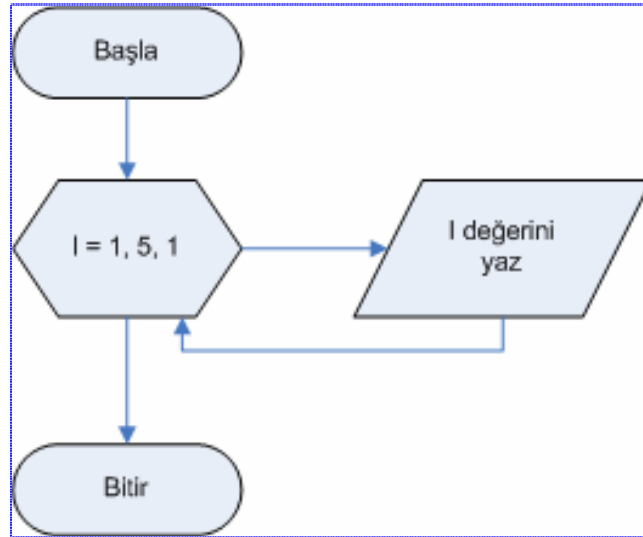 Başla
I = 1, 5, 1
I değerini
yaz
Bitir